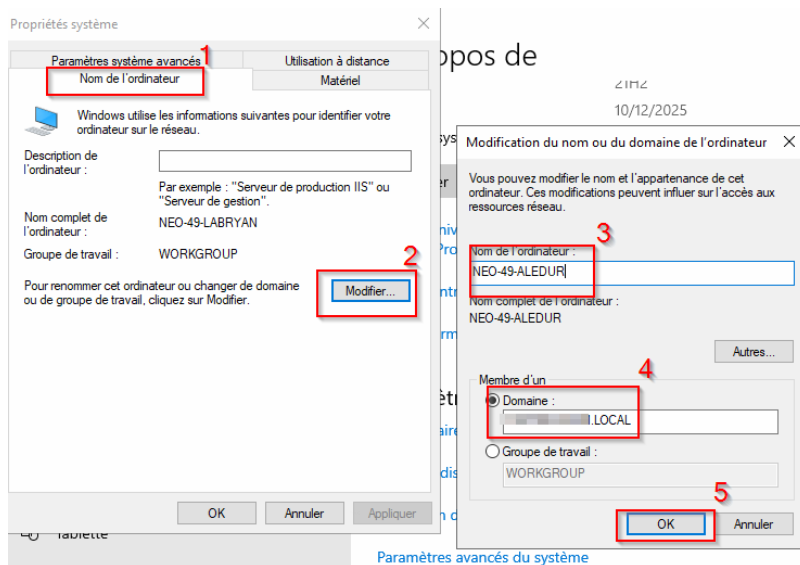 Propriétés système
1
Paramètres système avancés
Utilisation à distance
Nom de l'ordinateur
Matériel
Windows utilise les informations suivantes pour identifier votre
ordinateur sur le réseau.
Description de
l'ordinateur :
Par exemple : "Serveur de production IIS" ou
"Serveur de gestion".
Nom complet de
l'ordinateur :
NEO-49-LABRYAN
Groupe de travail :
WORKGROUP
2
Pour renommer cet ordinateur ou changer de domaine
ou de groupe de travail, cliquez sur Modifier.
Modifier...
OK
Annuler
Appliquer
Tablette
opos de
21H2
10/12/2025
Modification du nom ou du domaine de l'ordinateur
Vous pouvez modifier le nom et l'appartenance de cet
ordinateur. Ces modifications peuvent influer sur l'accès aux
ressources réseau.
3
Nom de l'ordinateur :
NEO-49-ALEDUR
Nom complet de l'ordinateur :
NEO-49-ALEDUR
Autres...
4
Membre d'un
Domaine :
.LOCAL
Groupe de travail :
WORKGROUP
5
OK
Annuler
Paramètres avancés du système